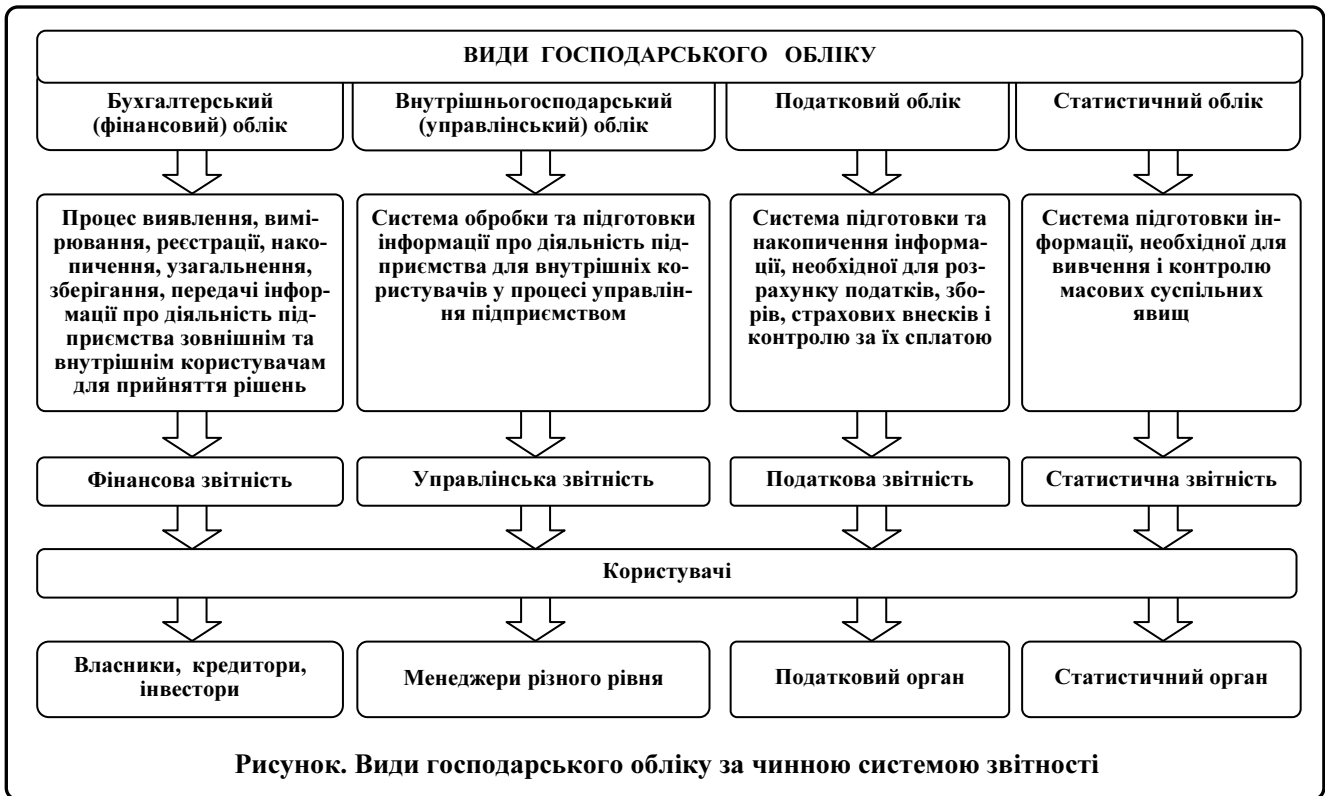 ВИДИ ГОСПОДАРСЬКОГО ОБЛІКУ
Бухгалтерський
(фінансовий) облік
Внутрішньогосподарський
(управлінський) облік
Податковий облік
Статистичний облік
Процес виявлення, вимі-
рювання, реєстрації, нако-
пичення, узагальнення,
зберігання, передачі інфор-
мації про діяльність під-
приємства зовнішнім та
внутрішнім користувачам
для прийняття рішень
Система обробки та підготовки
інформації про діяльність під-
приємства для внутрішніх ко-
ристувачів у процесі управлін-
ня підприємством
Система підготовки та
накопичення інформа-
ції, необхідної для роз-
рахунку податків, збо-
рів, страхових внесків і
контролю за їх сплатою
Система підготовки ін-
формації, необхідної для
вивчення і контролю
масових суспільних
явищ
Фінансова звітність
Управлінська звітність
Податкова звітність
Статистична звітність
Користувачі
Власники, кредитори,
інвестори
Менеджери різного рівня
Податковий орган
Статистичний орган
Рисунок. Види господарського обліку за чинною системою звітності